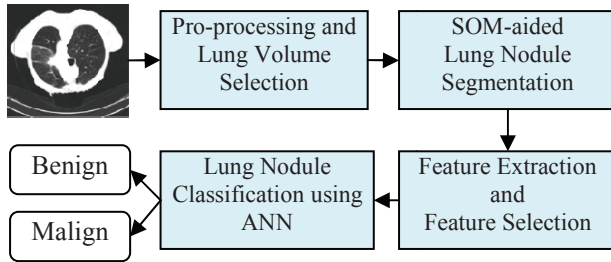 Pro-processing and
Lung Volume
Selection
SOM-aided
Lung Nodule
Segmentation
Feature Extraction
and
Feature Selection
Lung Nodule
Classification using
ANN
Benign
Malign